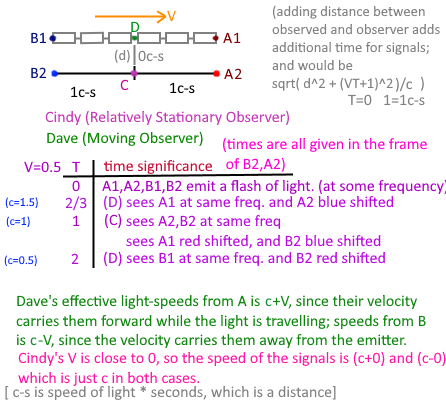 V
(adding distance between
observed and observer adds
additional time for signals;
and would be
sqrt( d^2 + (VT+1)^2 )/c )
T=0 1=1c-s
D
B1
A1
(d) 0c-s
B2
A2
C
1c-s
1c-s
Cindy (Relatively Stationary Observer)
Dave (Moving Observer)
(times are all given in the frame
of B2,A2)
V=0.5 T time significance
0 A1,A2,B1,B2 emit a flash of light. (at some frequency)
(c=1.5) 2/3 (D) sees A1 at same freq. and A2 blue shifted
(c=1) 1 (C) sees A2,B2 at same freq
sees A1 red shifted, and B2 blue shifted
(c=0.5) 2 (D) sees B1 at same freq. and B2 red shifted
Dave's effective light-speeds from A is c+V, since their velocity
carries them forward while the light is travelling; speeds from B
is c-V, since the velocity carries them away from the emitter.
Cindy's V is close to 0, so the speed of the signals is (c+0) and (c-0)
which is just c in both cases.
[ c-s is speed of light * seconds, which is a distance]